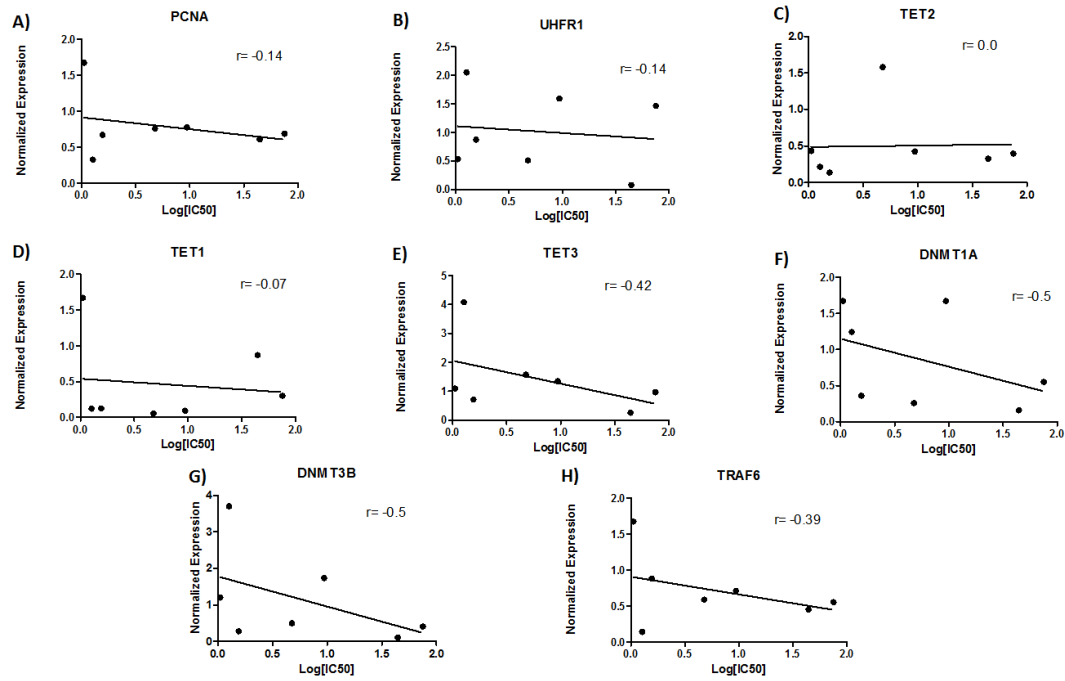 A)
PCNA
Normalized Expression
2.0
1.5
1.0
0.5
0.0
0.0 0.5 1.0 1.5 2.0
Log[IC50]
r= -0.14
B)
UHFR1
Normalized Expression
2.5
2.0
1.5
1.0
0.5
0.0
0.0 0.5 1.0 1.5 2.0
Log[IC50]
r= -0.14
C)
TET2
Normalized Expression
2.0
1.5
1.0
0.5
0.0
0.0 0.5 1.0 1.5 2.0
Log[IC50]
r= 0.0
D)
TET1
Normalized Expression
2.0
1.5
1.0
0.5
0.0
0.0 0.5 1.0 1.5 2.0
Log[IC50]
r= -0.07
E)
TET3
Normalized Expression
5
4
3
2
1
0
0.0 0.5 1.0 1.5 2.0
Log[IC50]
r= -0.42
F)
DNMT1A
Normalized Expression
2.0
1.5
1.0
0.5
0.0
0.0 0.5 1.0 1.5 2.0
Log[IC50]
r= -0.5
G)
DNMT3B
Normalized Expression
4
3
2
1
0
0.0 0.5 1.0 1.5 2.0
Log[IC50]
r= -0.5
H)
TRAF6
Normalized Expression
2.0
1.5
1.0
0.5
0.0
0.0 0.5 1.0 1.5 2.0
Log[IC50]
r= -0.39